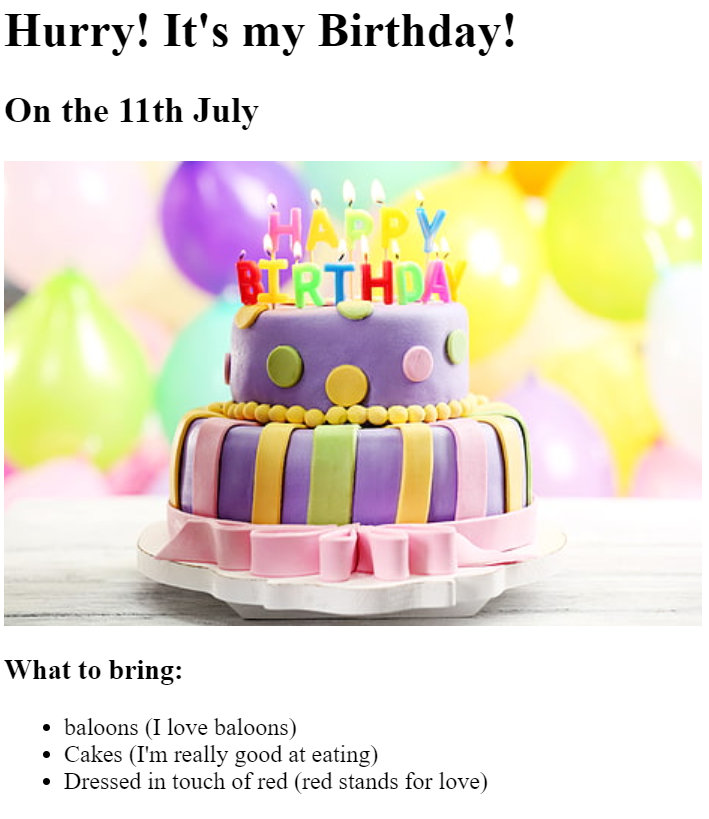 Hurry! It's my Birthday!
On the 11th July
HAPPY
BIRTHDAY
What to bring:
baloons (I love baloons)
Cakes (I'm really good at eating)
Dressed in touch of red (red stands for love)